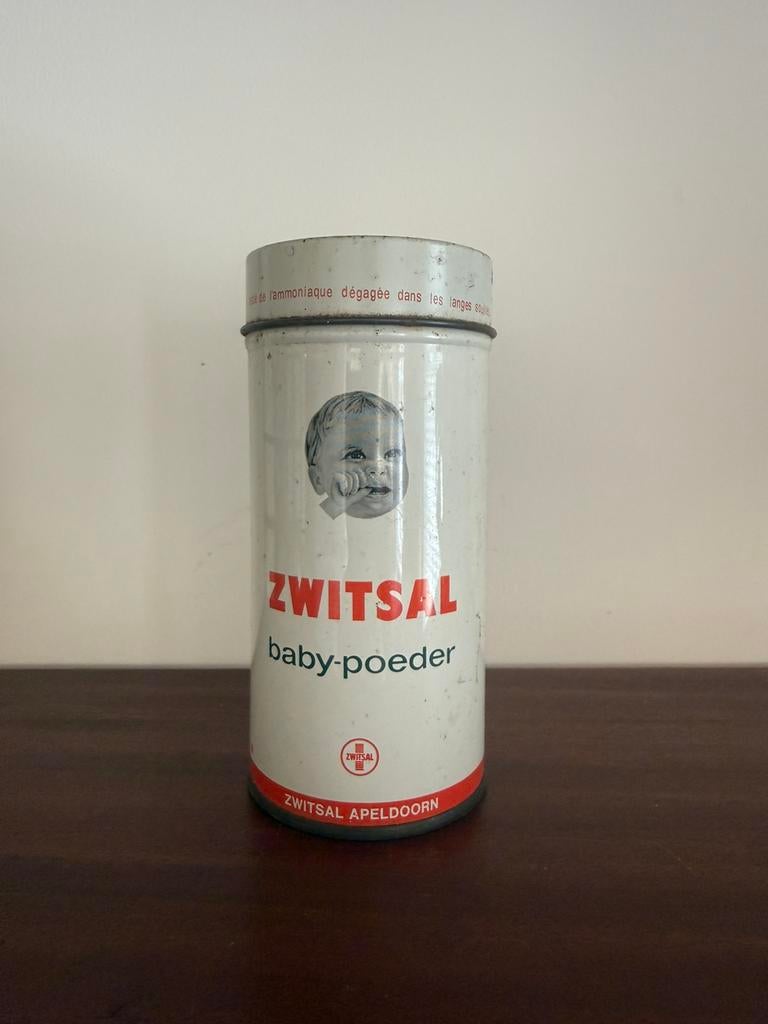 de l'ammoniaque dégagée dans les langes
ZWITSAL
baby-poeder
ZWITSAL
ZWITSAL APELDOORN